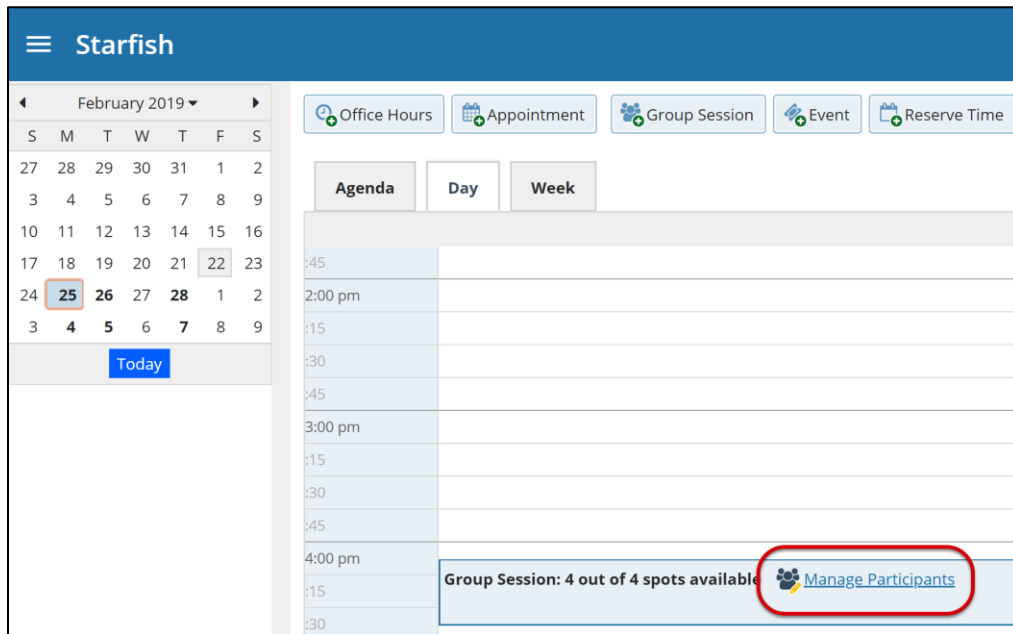 Starfish
February 2019
S M T W T F S
27 28 29 30 31 1 2
3 4 5 6 7 8 9
10 11 12 13 14 15 16
17 18 19 20 21 22 23
24 25 26 27 28 1 2
3 4 5 6 7 8 9
Today
Office Hours Appointment Group Session Event Reserve Time
Agenda Day Week
:45
2:00 pm
:15
:30
:45
3:00 pm
:15
:30
:45
4:00 pm
Group Session: 4 out of 4 spots available Manage Participants
:15
:30